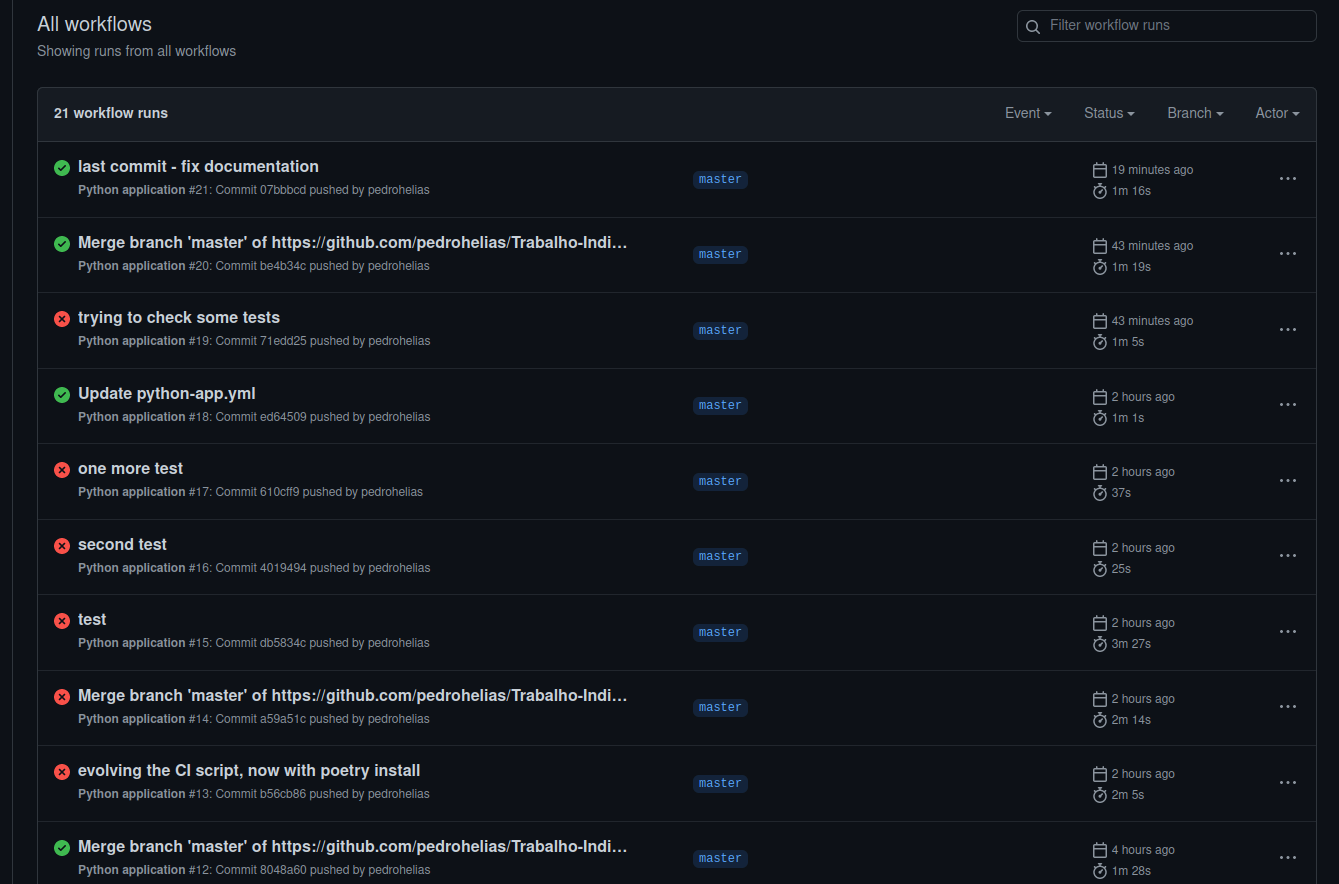 All workflows
Filter workflow runs
Showing runs from all workflows
21 workflow runs
Event Status Branch Actor
last commit - fix documentation
Python application #21: Commit 07bbbcd pushed by pedrohelias
master
19 minutes ago
1m 16s
Merge branch 'master' of https://github.com/pedrohelias/Trabalho-Indi...
Python application #20: Commit be4b34c pushed by pedrohelias
master
43 minutes ago
1m 19s
trying to check some tests
Python application #19: Commit 71edd25 pushed by pedrohelias
master
43 minutes ago
1m 5s
Update python-app.yml
Python application #18: Commit ed64509 pushed by pedrohelias
master
2 hours ago
1m 1s
one more test
Python application #17: Commit 610cff9 pushed by pedrohelias
master
2 hours ago
37s
second test
Python application #16: Commit 4019494 pushed by pedrohelias
master
2 hours ago
25s
test
Python application #15: Commit db5834c pushed by pedrohelias
master
2 hours ago
3m 27s
Merge branch 'master' of https://github.com/pedrohelias/Trabalho-Indi...
Python application #14: Commit a59a51c pushed by pedrohelias
master
2 hours ago
2m 14s
evolving the CI script, now with poetry install
Python application #13: Commit b56cb86 pushed by pedrohelias
master
2 hours ago
2m 5s
Merge branch 'master' of https://github.com/pedrohelias/Trabalho-Indi...
Python application #12: Commit 8048a60 pushed by pedrohelias
master
4 hours ago
1m 28s